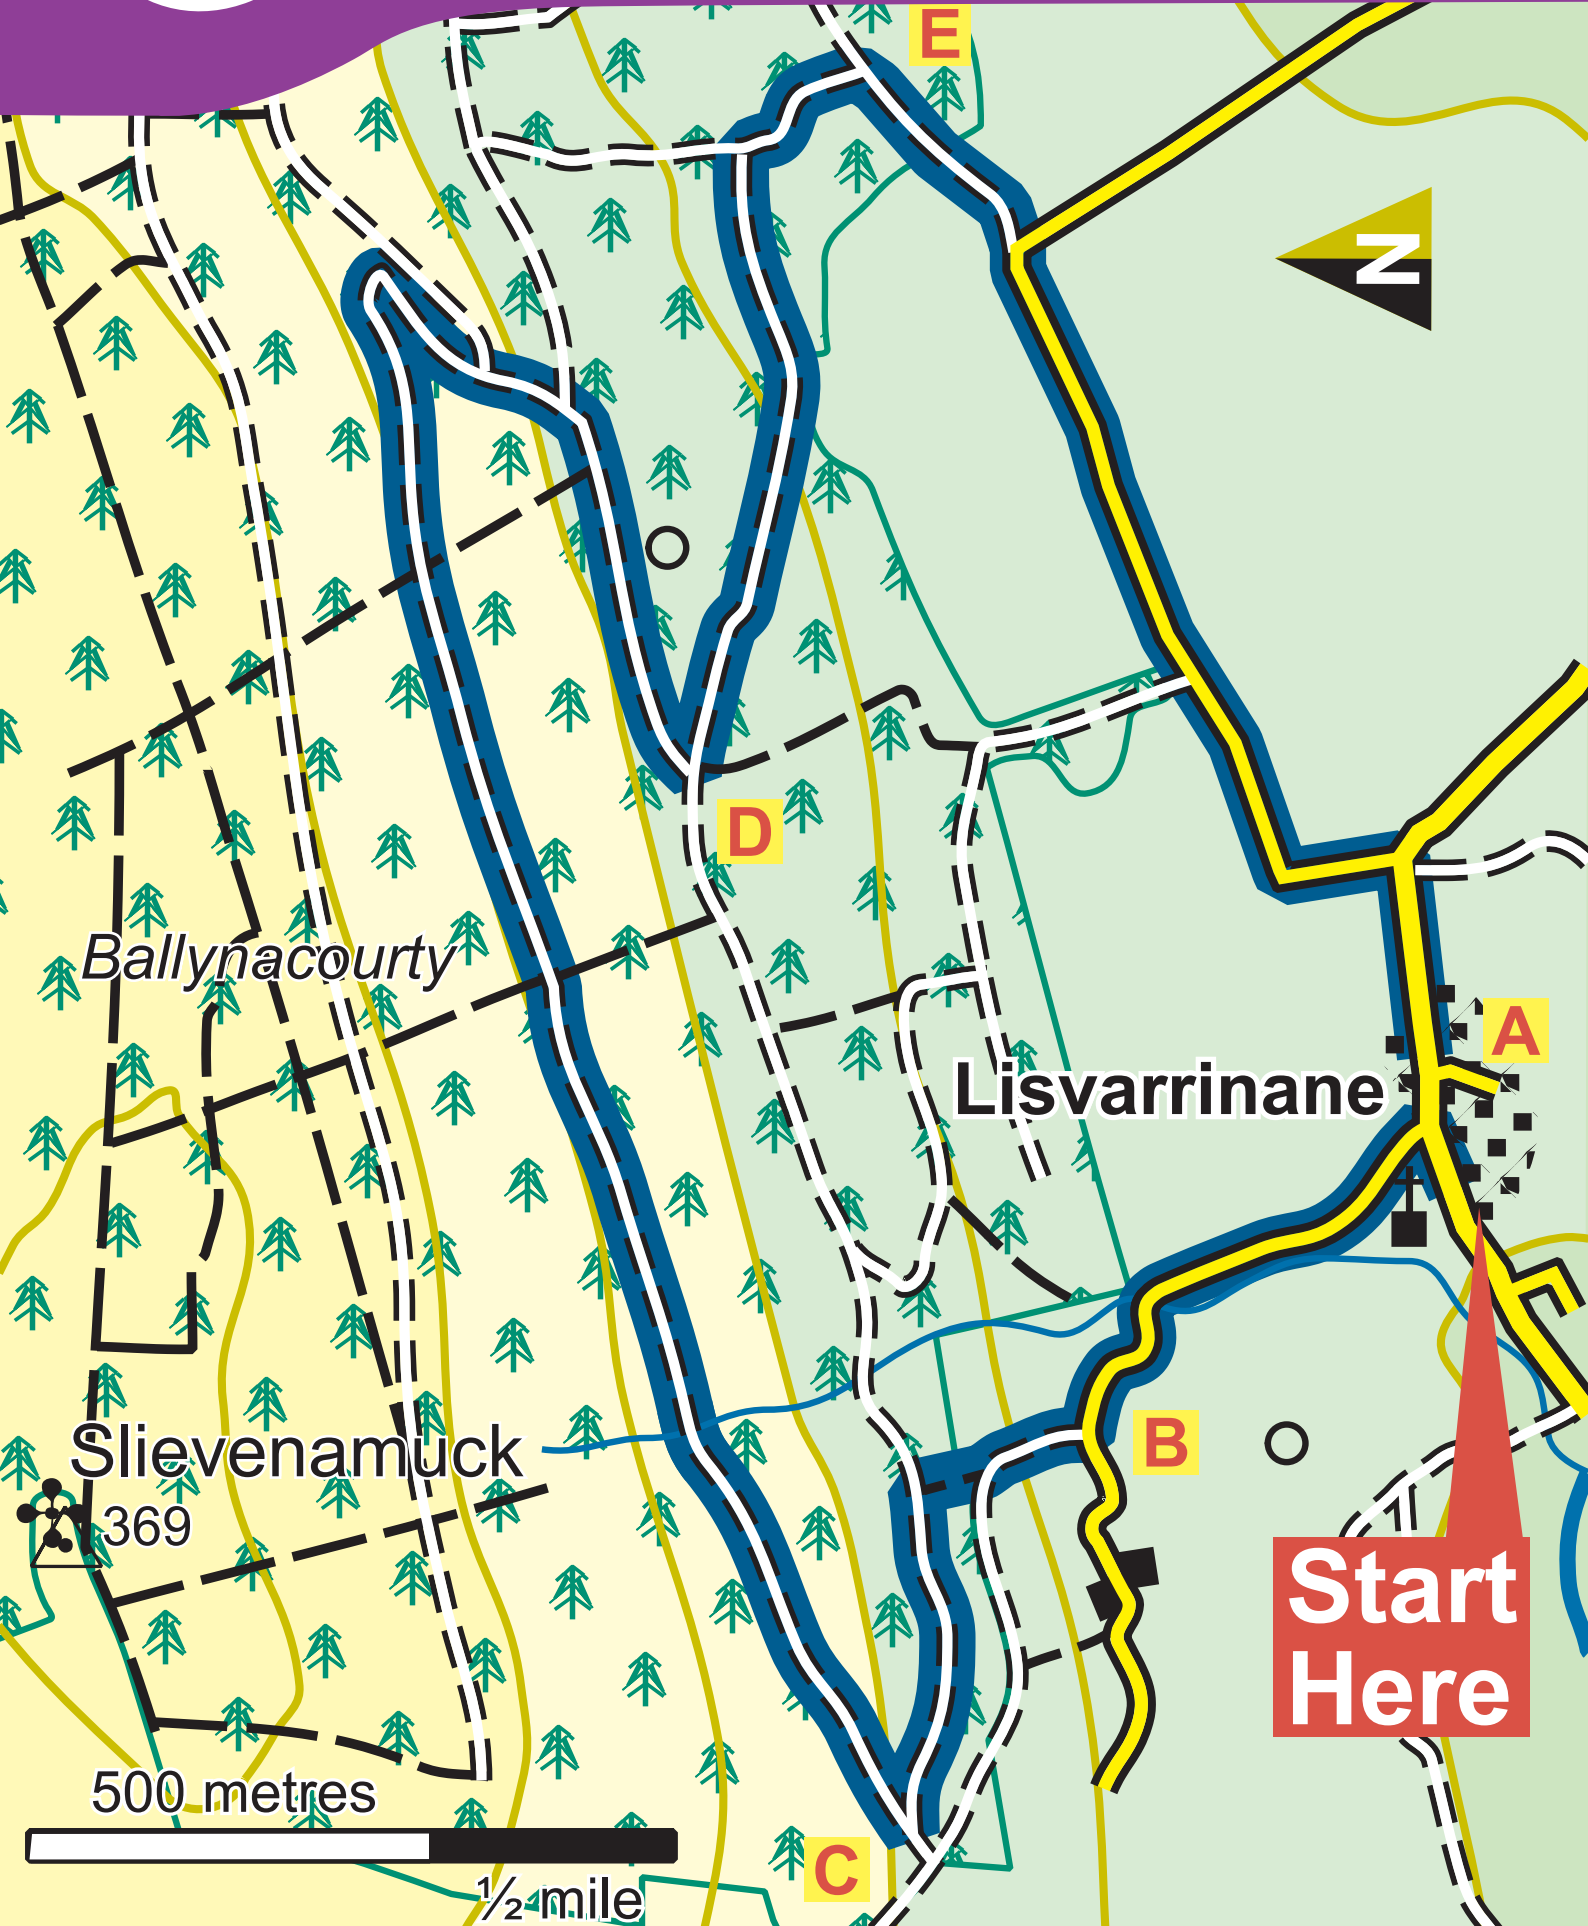 E
N
D
Ballynacourty
A
Lisvarrinane
B
Slievenamuck
369
Start
Here
500 metres
C
½ mile